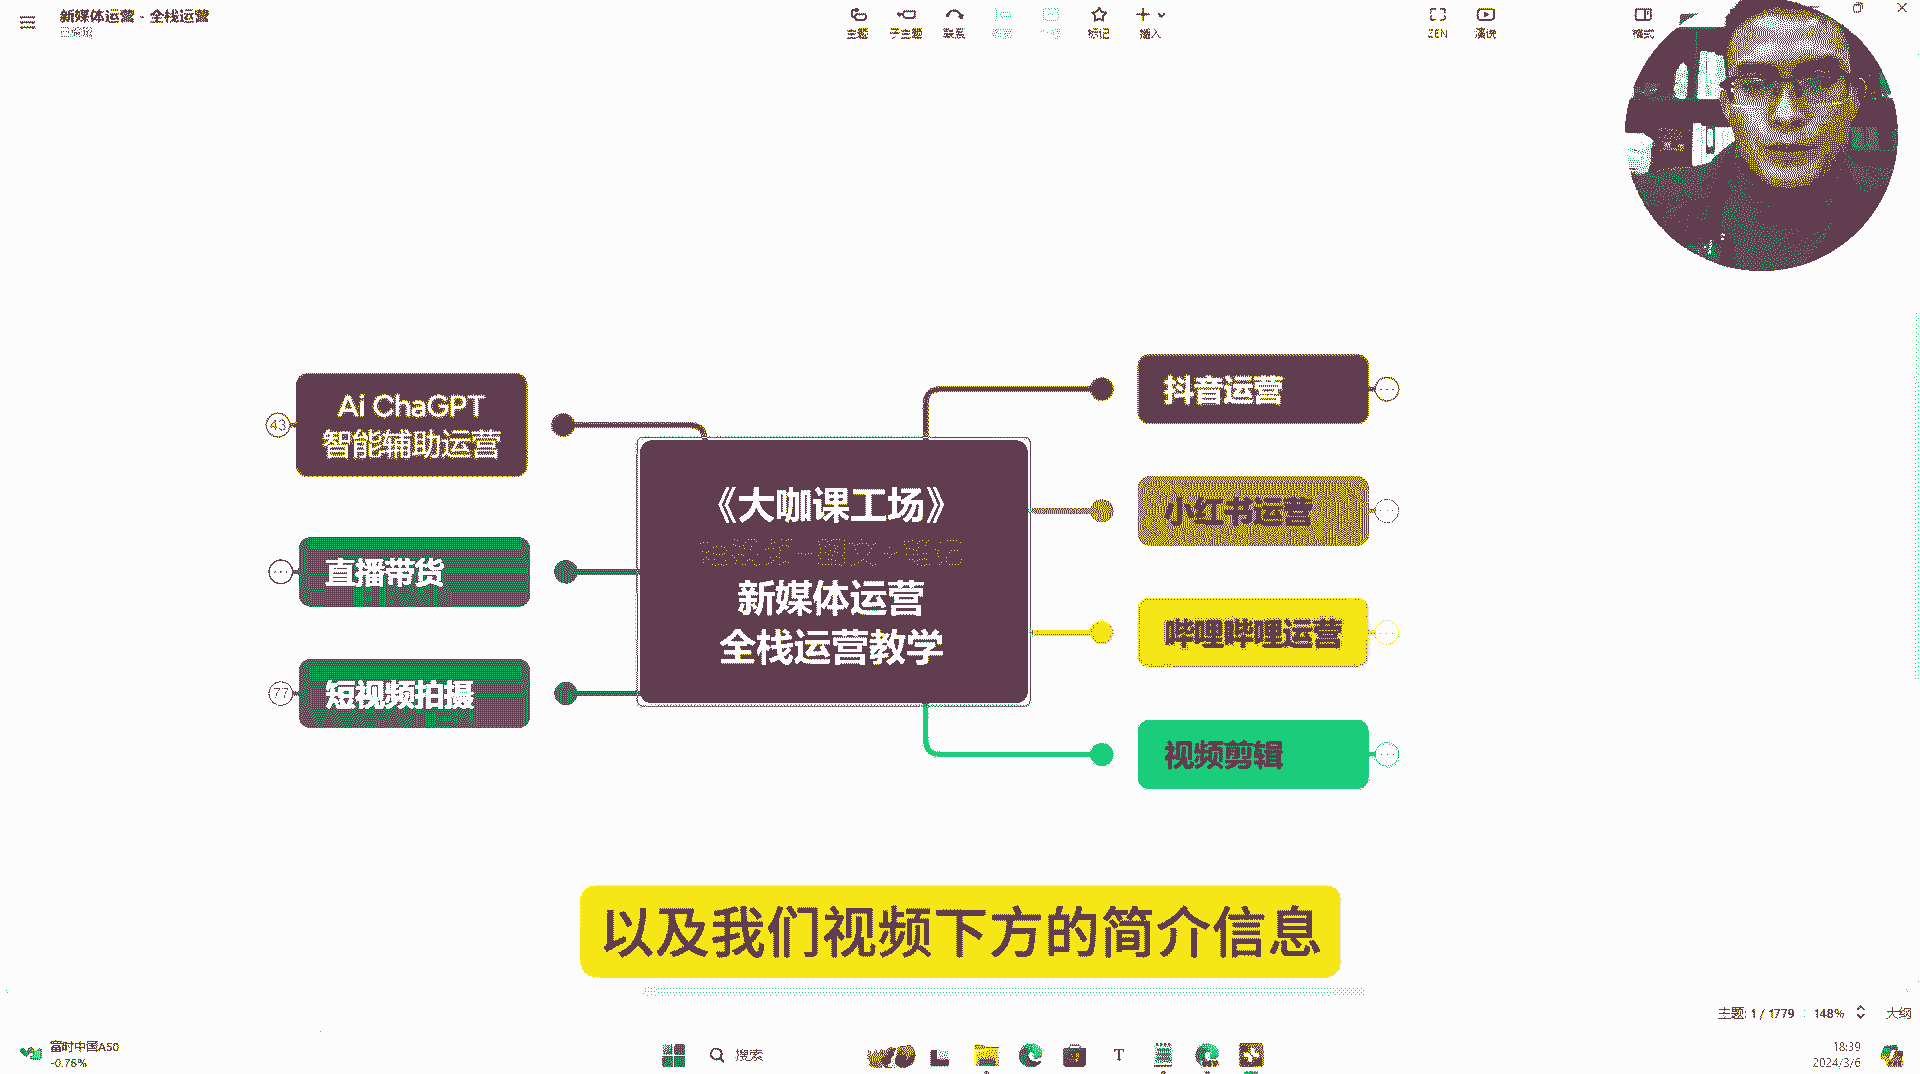 新媒体运营 - 全栈运营
已编辑
主题
子主题
联系
标记
插入
ZEN
演说
格式
43
Ai ChaGPT
智能辅助运营
直播带货
77
短视频拍摄
《大咖课工场》
新媒体运营
全栈运营教学
抖音运营
小红书运营
哔哩哔哩运营
视频剪辑
以及我们视频下方的简介信息
主题: 1 / 1779
148%
大纲
富时中国A50
-0.76%
搜索
18:39
2024/3/6